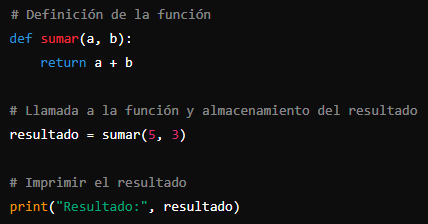 # Definición de la función
def sumar(a, b):
    return a + b
# Llamada a la función y almacenamiento del resultado
resultado = sumar(5, 3)
# Imprimir el resultado
print("Resultado:", resultado)